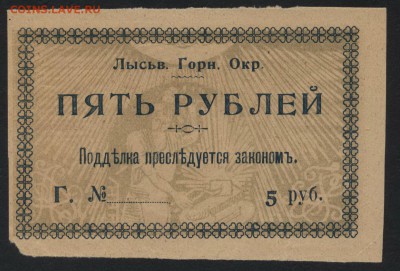 COINS.LAVE.RU
Лысьв. Горн. Окр.
ПЯТЬ РУБЛЕЙ
Поддѣлка преслѣдуется закономъ.
Г. № 5 руб.